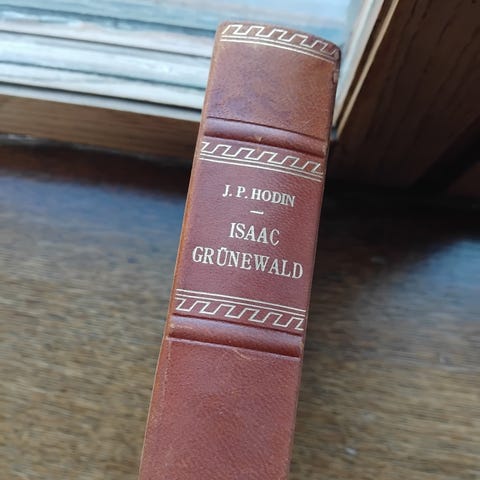 J. P. HODIN
—
ISAAC
GRÜNEWALD